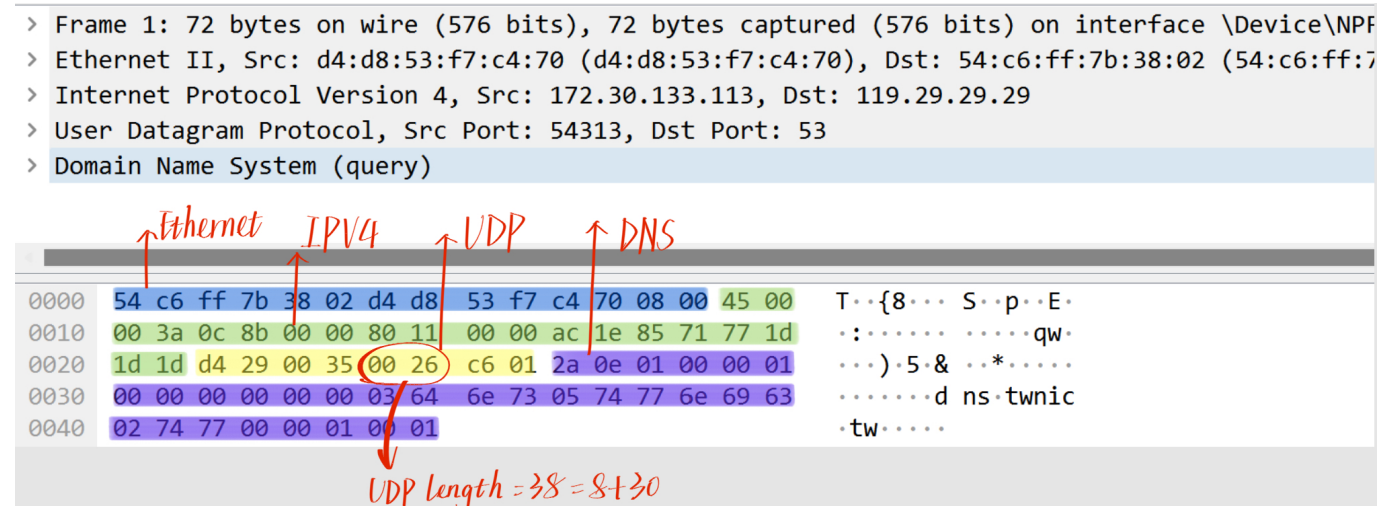 > Frame 1: 72 bytes on wire (576 bits), 72 bytes captured (576 bits) on interface \Device\NPF
> Ethernet II, Src: d4:d8:53:f7:c4:70 (d4:d8:53:f7:c4:70), Dst: 54:c6:ff:7b:38:02 (54:c6:ff:7
> Internet Protocol Version 4, Src: 172.30.133.113, Dst: 119.29.29.29
> User Datagram Protocol, Src Port: 54313, Dst Port: 53
> Domain Name System (query)
Ethernet IPV4 UDP DNS
0000 54 c6 ff 7b 38 02 d4 d8 53 f7 c4 70 08 00 45 00 T··{8··· S··p··E·
0010 00 3a 0c 8b 00 00 80 11 00 00 ac 1e 85 71 77 1d ·:······ ·····qw·
0020 1d 1d d4 29 00 35 00 26 c6 01 2a 0e 01 00 00 01 ···)·5·& ··*·····
0030 00 00 00 00 00 00 03 64 6e 73 05 74 77 6e 69 63 ·······d ns·twnic
0040 02 74 77 00 00 01 00 01 ·tw·····
UDP length = 38 = 8+30